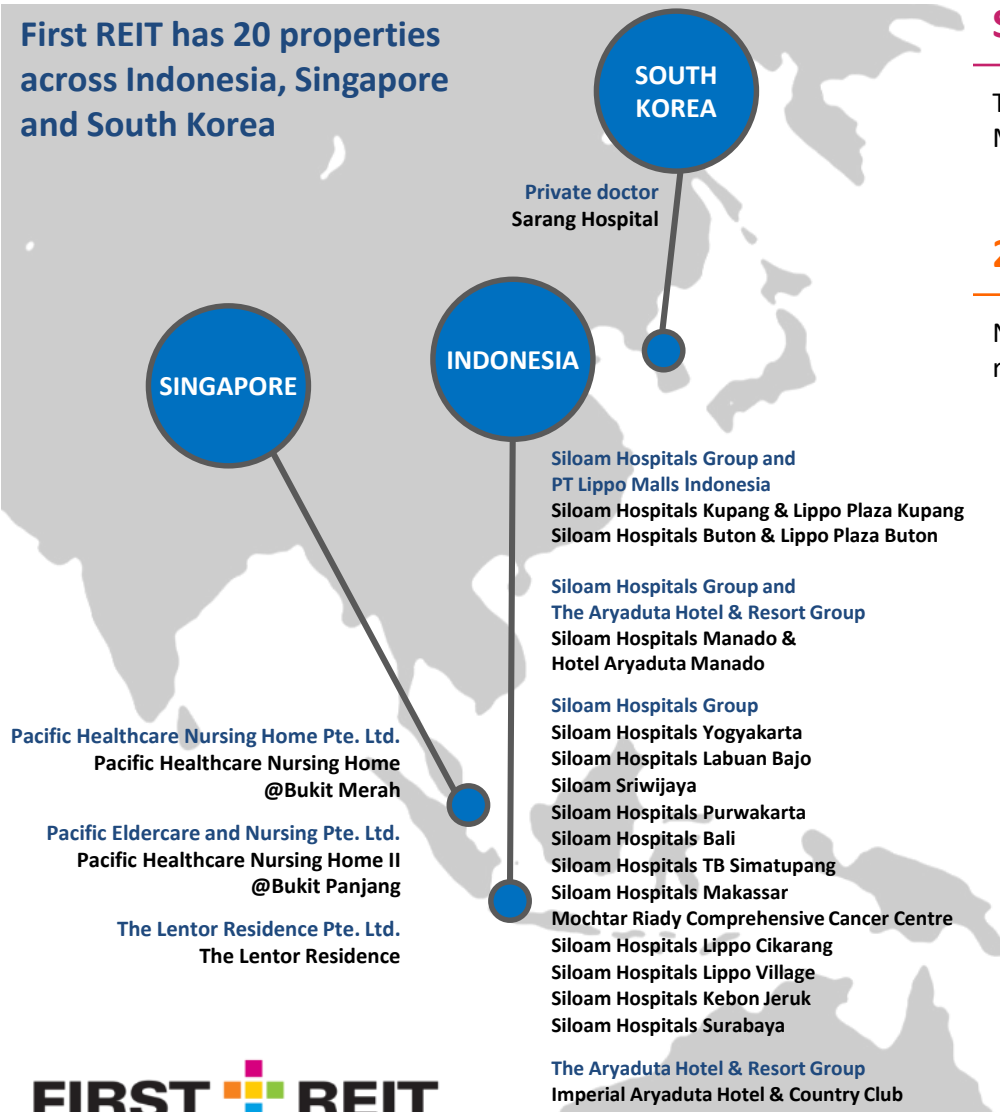 First REIT has 20 properties
across Indonesia, Singapore
and South Korea
SOUTH
KOREA
Private doctor
Sarang Hospital
INDONESIA
SINGAPORE
Siloam Hospitals Group and
PT Lippo Malls Indonesia
Siloam Hospitals Kupang & Lippo Plaza Kupang
Siloam Hospitals Buton & Lippo Plaza Buton
Siloam Hospitals Group and
The Aryaduta Hotel & Resort Group
Siloam Hospitals Manado &
Hotel Aryaduta Manado
Siloam Hospitals Group
Siloam Hospitals Yogyakarta
Siloam Hospitals Labuan Bajo
Siloam Sriwijaya
Siloam Hospitals Purwakarta
Siloam Hospitals Bali
Siloam Hospitals TB Simatupang
Siloam Hospitals Makassar
Mochtar Riady Comprehensive Cancer Centre
Siloam Hospitals Lippo Cikarang
Siloam Hospitals Lippo Village
Siloam Hospitals Kebon Jeruk
Siloam Hospitals Surabaya
The Aryaduta Hotel & Resort Group
Imperial Aryaduta Hotel & Country Club
Pacific Healthcare Nursing Home Pte. Ltd.
Pacific Healthcare Nursing Home
@Bukit Merah
Pacific Eldercare and Nursing Pte. Ltd.
Pacific Healthcare Nursing Home II
@Bukit Panjang
The Lentor Residence Pte. Ltd.
The Lentor Residence
FIRST REIT